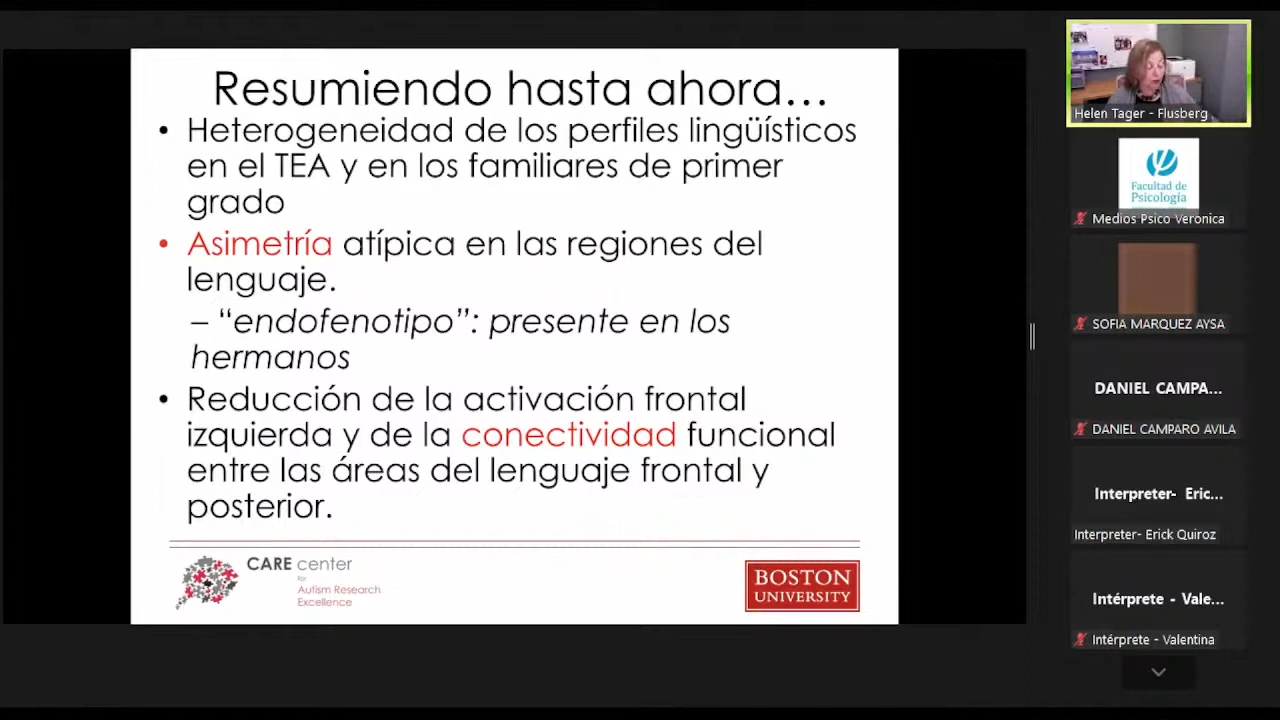 Resumiendo hasta ahora...
• Heterogeneidad de los perfiles lingüísticos
en el TEA y en los familiares de primer
grado
• Asimetría atípica en las regiones del
lenguaje.
– “endofenotipo”: presente en los
hermanos
• Reducción de la activación frontal
izquierda y de la conectividad funcional
entre las áreas del lenguaje frontal y
posterior.
CARE center
for
Autism Research
Excellence
BOSTON
UNIVERSITY
Helen Tager - Flusberg
Facultad de
Psicología
Medios Psico Veronica
SOFIA MARQUEZ AYSA
DANIEL CAMPA...
DANIEL CAMPARO AVILA
Interpreter- Eric...
Interpreter- Erick Quiroz
Intérprete - Vale...
Intérprete - Valentina